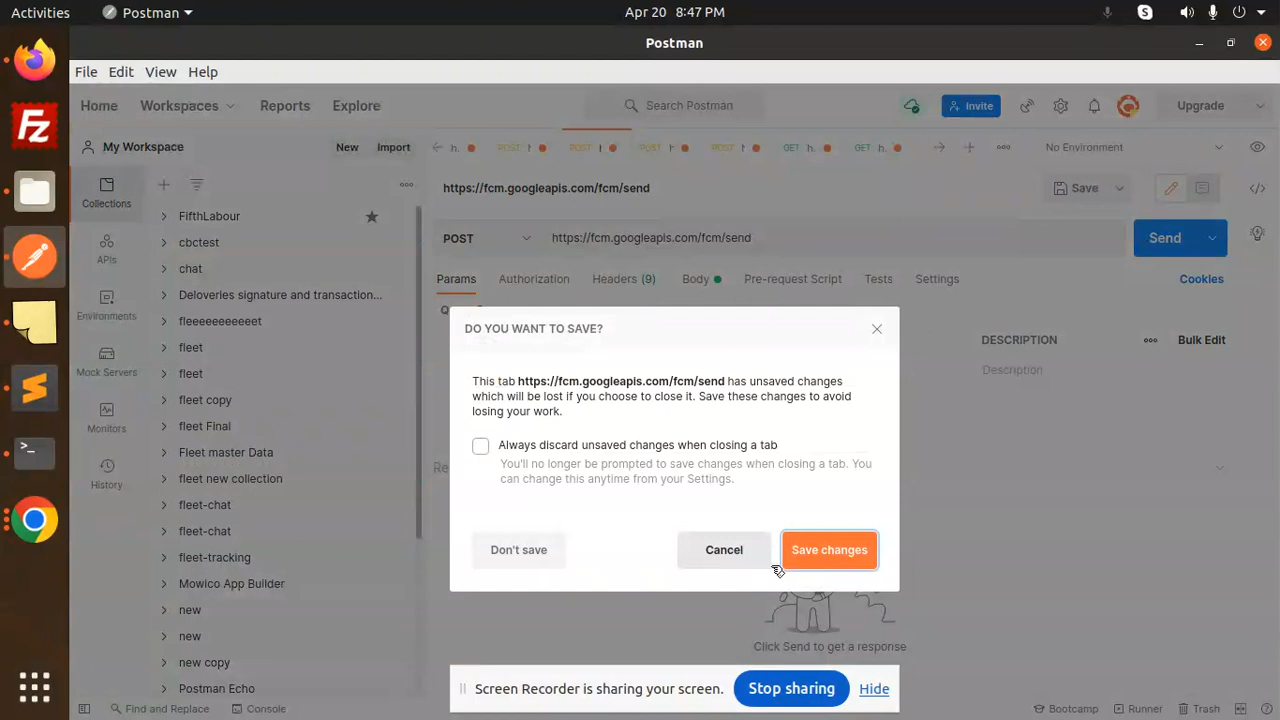 Activities
Postman
Apr 20 8:47 PM
Postman
File Edit View Help
Home Workspaces Reports Explore
Search Postman
Invite
Upgrade
My Workspace
New Import
h.
POST h
POST h
POST h
POST h
GET h.
GET h.
No Environment
https://fcm.googleapis.com/fcm/send
Save
POST
https://fcm.googleapis.com/fcm/send
Send
Params Authorization Headers (9) Body Pre-request Script Tests Settings
Cookies
DESCRIPTION
Bulk Edit
Description
Collections
APIs
Environments
Mock Servers
Monitors
History
FifthLabour
cbctest
chat
Deloveries signature and transaction...
fleeeeeeeeeet
fleet
fleet
fleet copy
fleet Final
Fleet master Data
fleet new collection
fleet-chat
fleet-chat
fleet-tracking
Mowico App Builder
new
new
new copy
Postman Echo
DO YOU WANT TO SAVE?
This tab https://fcm.googleapis.com/fcm/send has unsaved changes
which will be lost if you choose to close it. Save these changes to avoid
losing your work.
Always discard unsaved changes when closing a tab
You'll no longer be prompted to save changes when closing a tab. You
can change this anytime from your Settings.
Don't save
Cancel
Save changes
Click Send to get a response
Screen Recorder is sharing your screen.
Stop sharing
Hide
Find and Replace
Console
Bootcamp
Runner
Trash